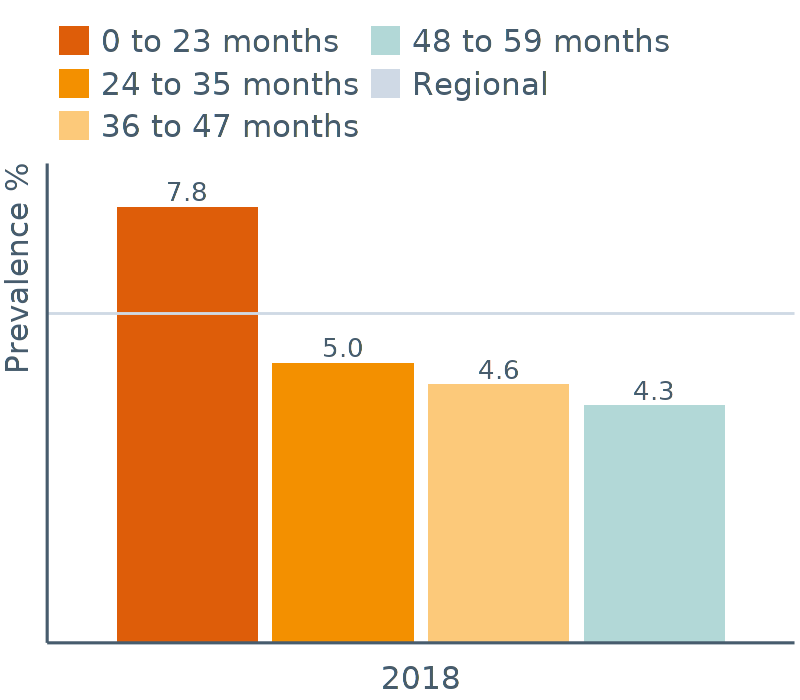 0 to 23 months
24 to 35 months
36 to 47 months
48 to 59 months
Regional
Prevalence %
7.8
5.0
4.6
4.3
2018